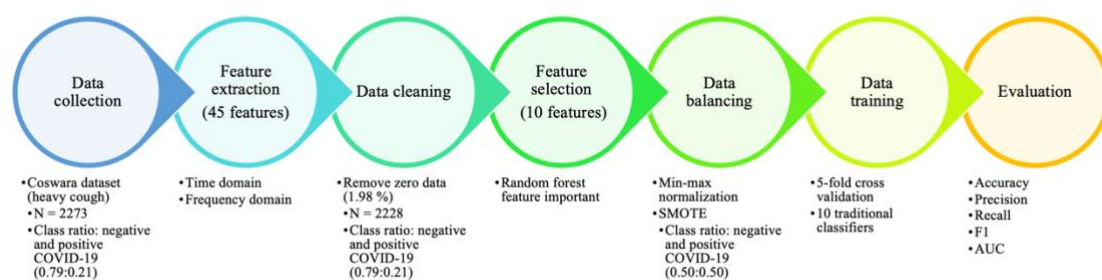 Data
collection
Feature
extraction
(45 features)
Data cleaning
Feature
selection
(10 features)
Data
balancing
Data
training
Evaluation
•Coswara dataset
(heavy cough)
•N = 2273
•Class ratio: negative
and positive
COVID-19
(0.79:0.21)
•Time domain
•Frequency domain
•Remove zero data
(1.98 %)
•N = 2228
•Class ratio: negative
and positive
COVID-19
(0.79:0.21)
•Random forest
feature important
•Min-max
normalization
•SMOTE
•Class ratio: negative
and positive
COVID-19
(0.50:0.50)
•5-fold cross
validation
•10 traditional
classifiers
•Accuracy
•Precision
•Recall
•F1
•AUC